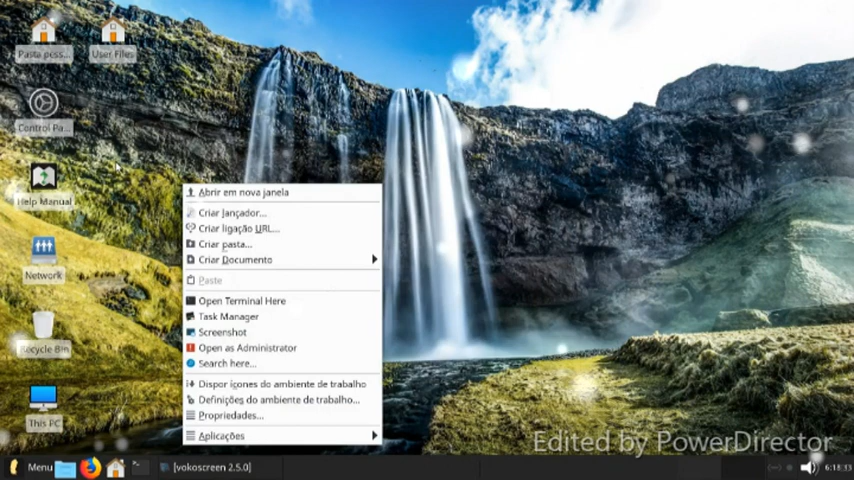 Pasta pess...
User Files
Control Pa...
Help Manual
Network
Recycle Bin
This PC
Abrir em nova janela
Criar lançador...
Criar ligação URL...
Criar pasta...
Criar Documento
Paste
Open Terminal Here
Task Manager
Screenshot
Open as Administrator
Search here...
Dispor ícones do ambiente de trabalho
Definições do ambiente de trabalho...
Propriedades...
Aplicações
Edited by PowerDirector
Menu
[vokoscreen 2.5.0]
6:18:33